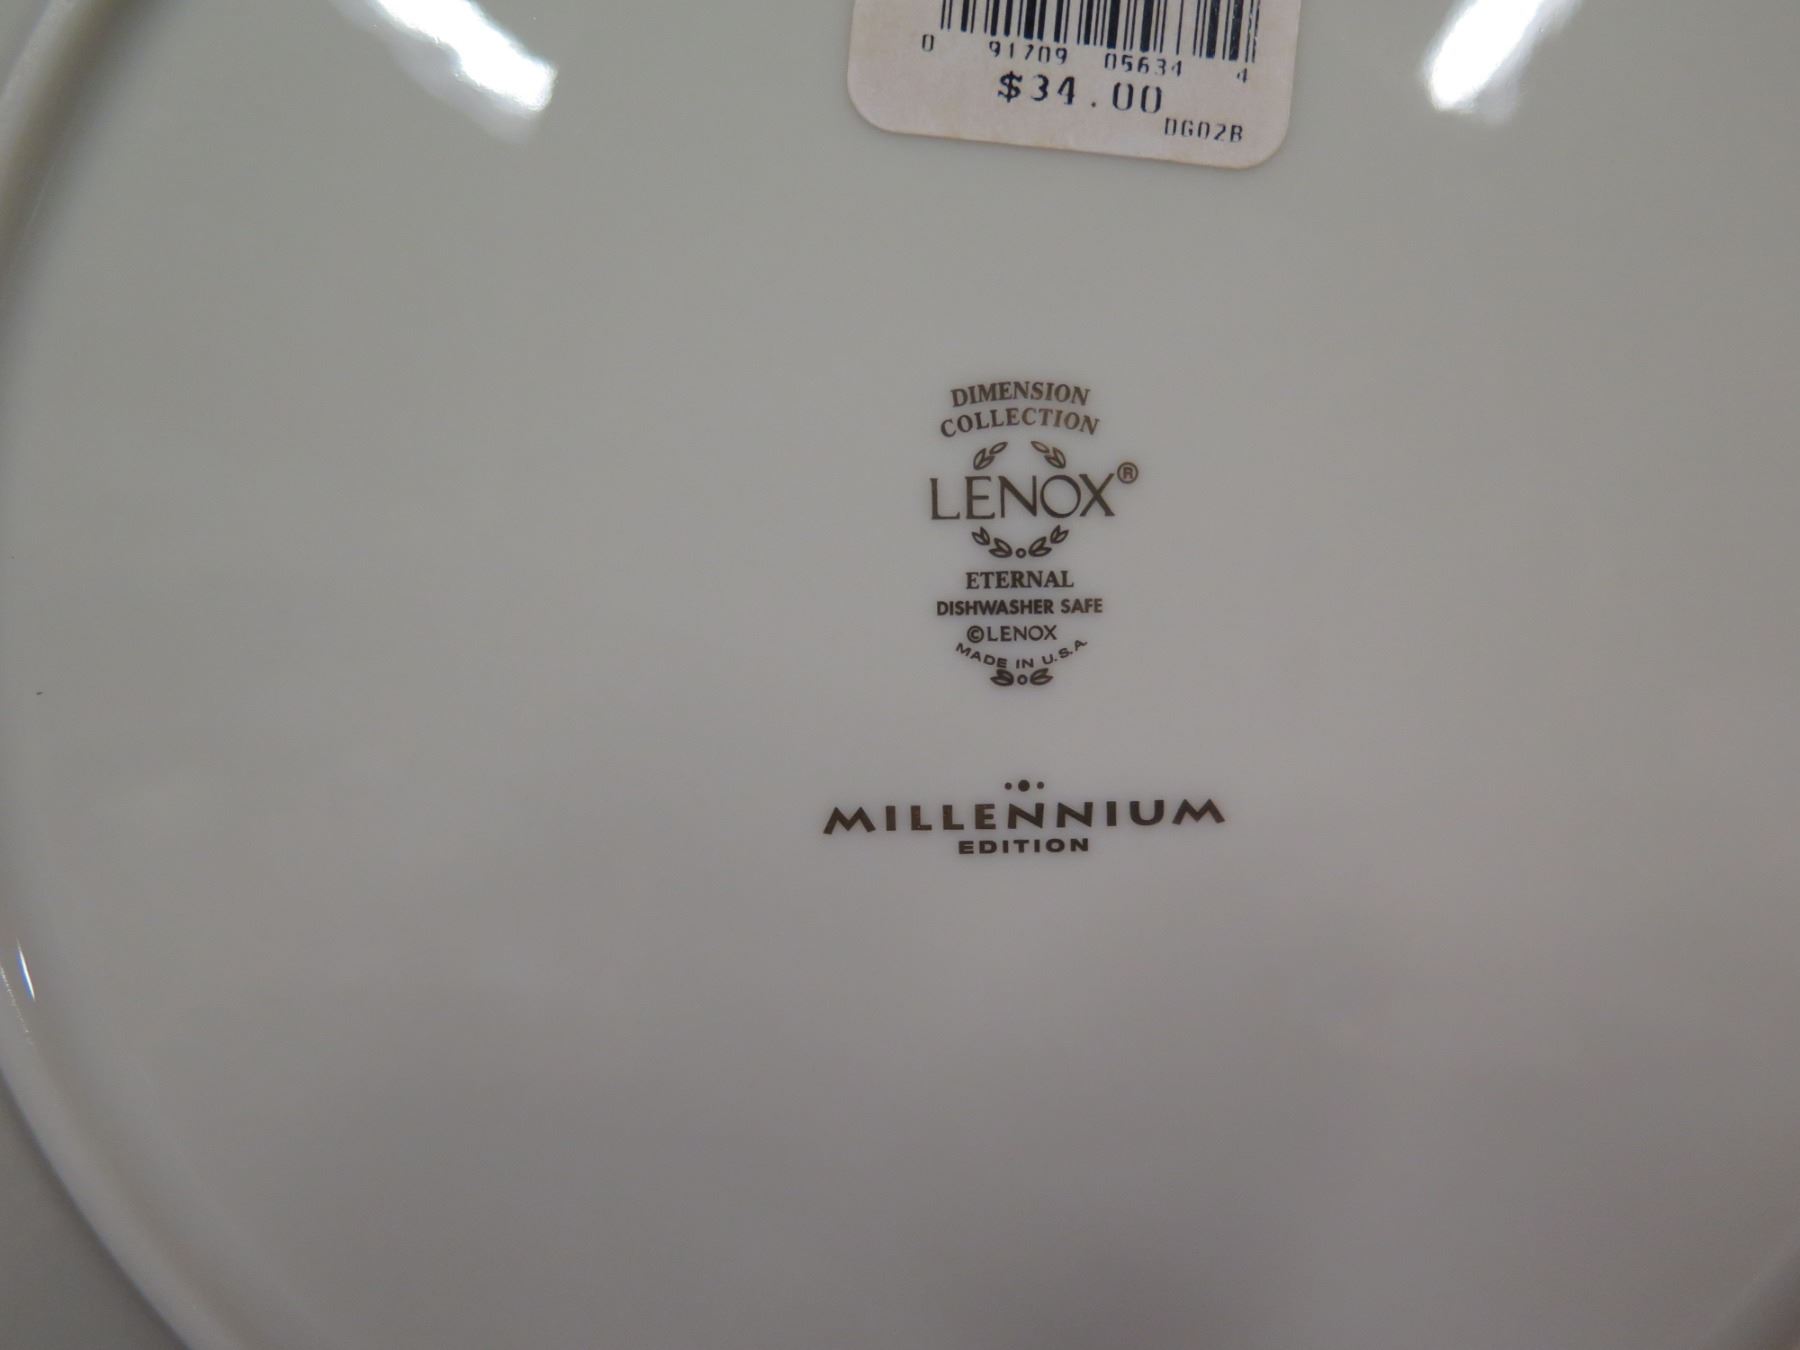 0 91709 05634 4
$34.00
DG02B
DIMENSION
COLLECTION
LENOX®
ETERNAL
DISHWASHER SAFE
©LENOX
MADE IN U.S.A.
MILLENNIUM
EDITION